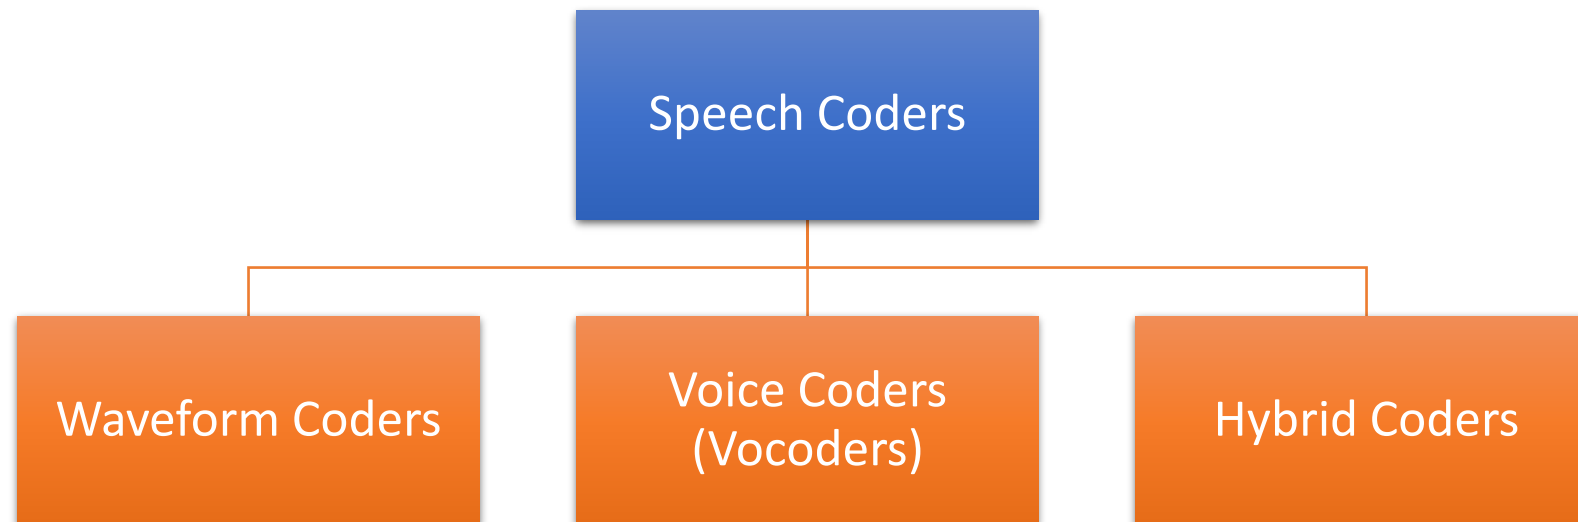 Speech Coders
Waveform Coders
Voice Coders
(Vocoders)
Hybrid Coders